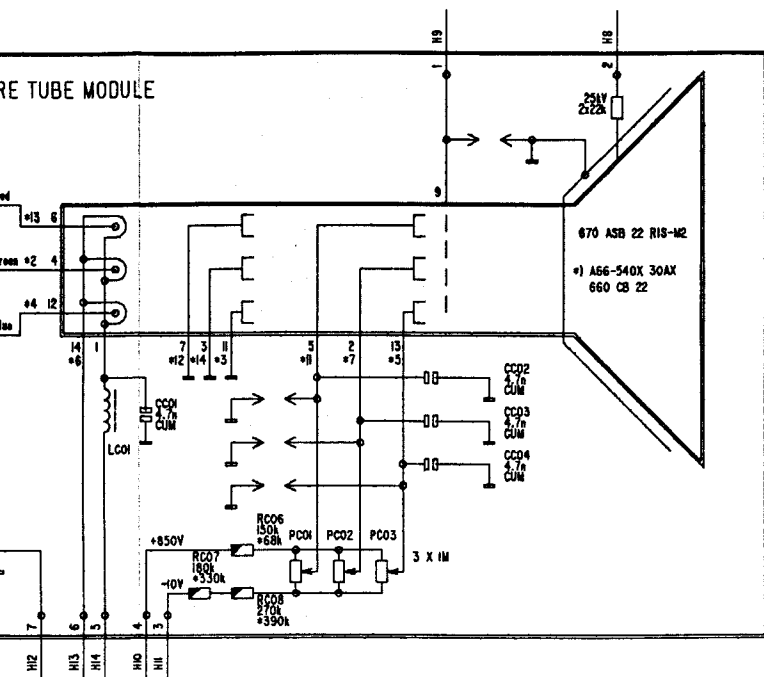 H9
H8
1
2
RE TUBE MODULE
25kV
2x22k
9
*13 6
670 ASB 22 RIS-M2
*2 4
*) A66-540X 30AX
660 CB 22
*4 12
14 1 7 3 11 5 2 13
*6 *12 *14 *3 *11 *7 *5
CC02
4.7n
CUM
CC01
4.7n
CUM
CC03
4.7n
CUM
LC01
CC04
4.7n
CUM
RC06
150k
*68k
PC01 PC02 PC03
+850V
RC07
180k
*330k
3 X 1M
-10V
RC08
270k
*390k
7 6 5 4 3
H12 H13 H14 H10 H11